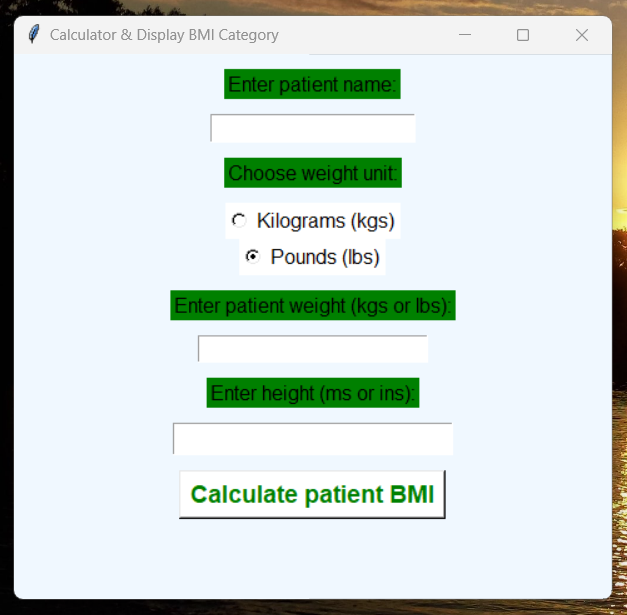 Calculator & Display BMI Category
Enter patient name:
Choose weight unit:
Kilograms (kgs)
Pounds (lbs)
Enter patient weight (kgs or lbs):
Enter height (ms or ins):
Calculate patient BMI